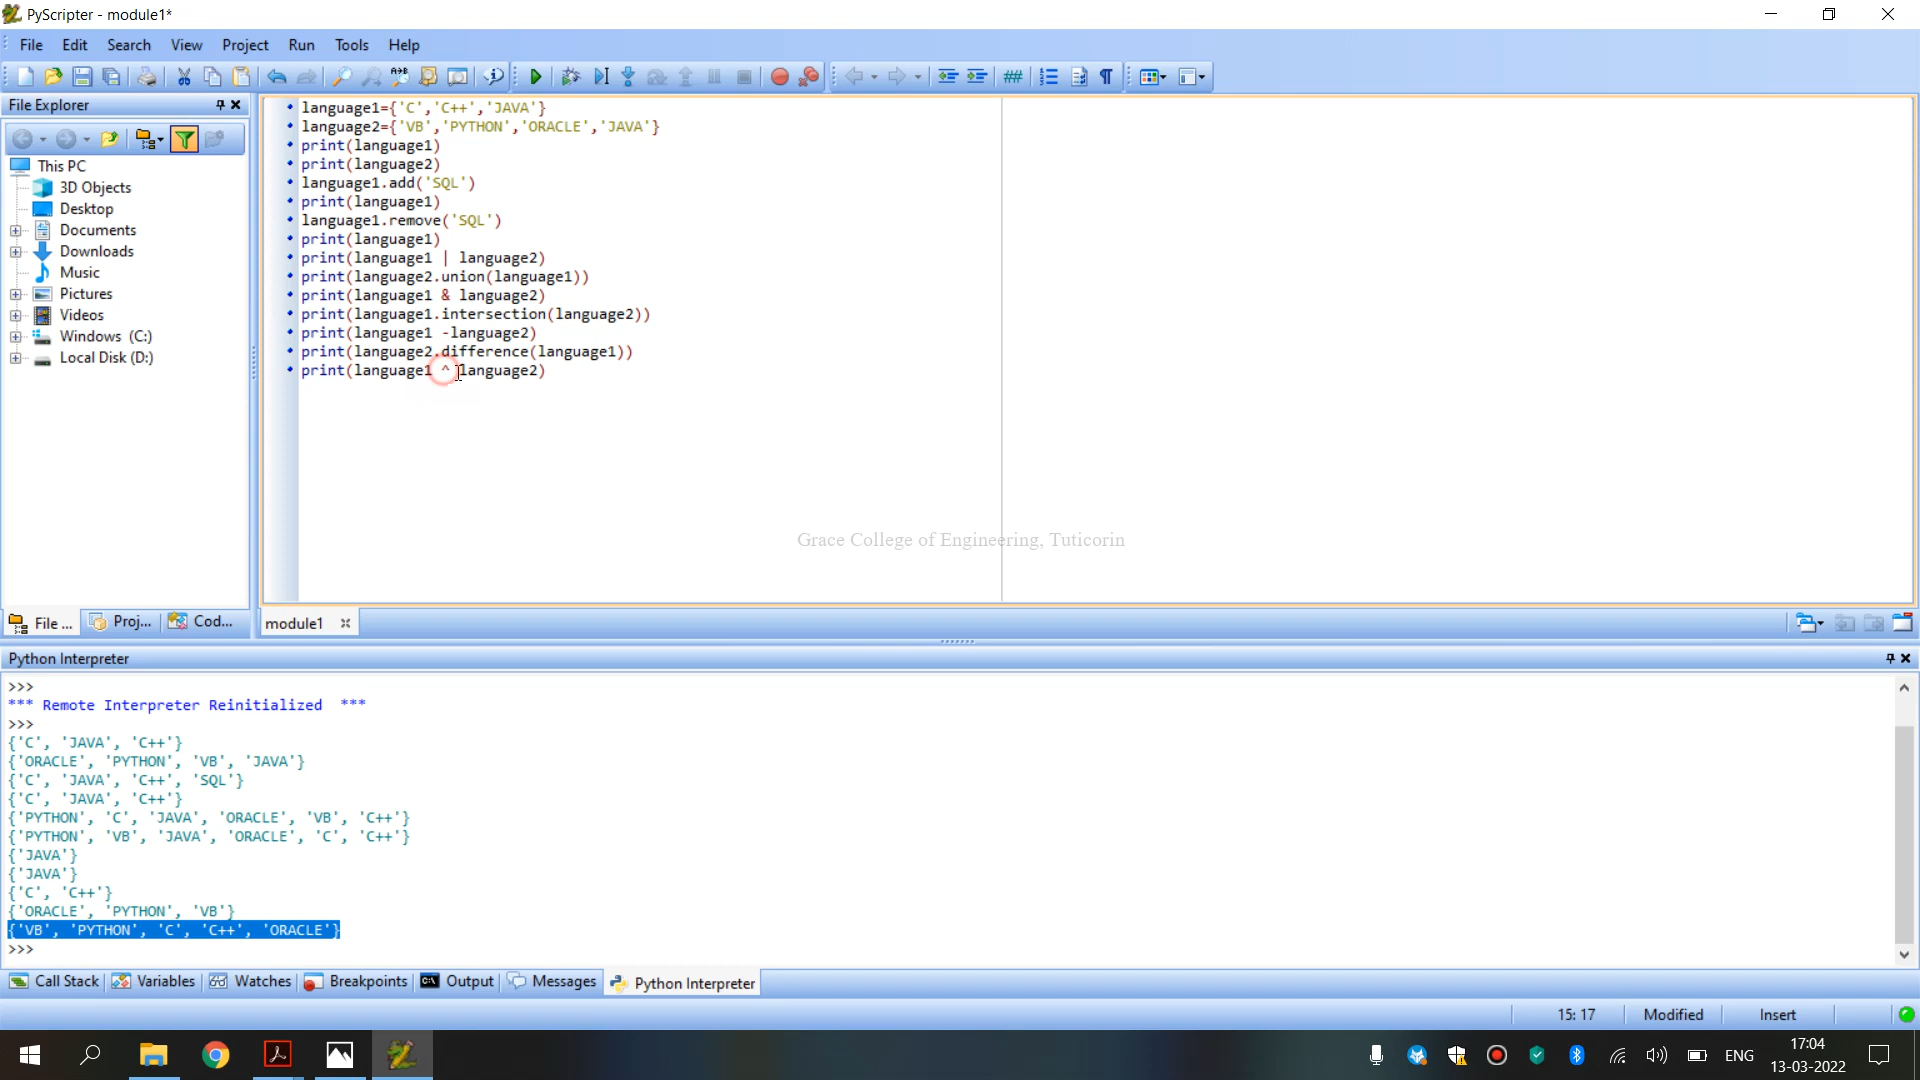 PyScripter - module1*
File Edit Search View Project Run Tools Help
File Explorer
This PC
3D Objects
Desktop
Documents
Downloads
Music
Pictures
Videos
Windows (C:)
Local Disk (D:)
File ... Proj... Cod...
language1={'C','C++','JAVA'}
language2={'VB','PYTHON','ORACLE','JAVA'}
print(language1)
print(language2)
language1.add('SQL')
print(language1)
language1.remove('SQL')
print(language1)
print(language1 | language2)
print(language2.union(language1))
print(language1 & language2)
print(language1.intersection(language2))
print(language1 -language2)
print(language2.difference(language1))
print(language1 ^ language2)
Grace College of Engineering, Tuticorin
module1
Python Interpreter
>>>
*** Remote Interpreter Reinitialized ***
>>>
{'C', 'JAVA', 'C++'}
{'ORACLE', 'PYTHON', 'VB', 'JAVA'}
{'C', 'JAVA', 'C++', 'SQL'}
{'C', 'JAVA', 'C++'}
{'PYTHON', 'C', 'JAVA', 'ORACLE', 'VB', 'C++'}
{'PYTHON', 'VB', 'JAVA', 'ORACLE', 'C', 'C++'}
{'JAVA'}
{'JAVA'}
{'C', 'C++'}
{'ORACLE', 'PYTHON', 'VB'}
{'VB', 'PYTHON', 'C', 'C++', 'ORACLE'}
>>>
Call Stack Variables Watches Breakpoints Output Messages Python Interpreter
15: 17 Modified Insert
ENG
17:04
13-03-2022